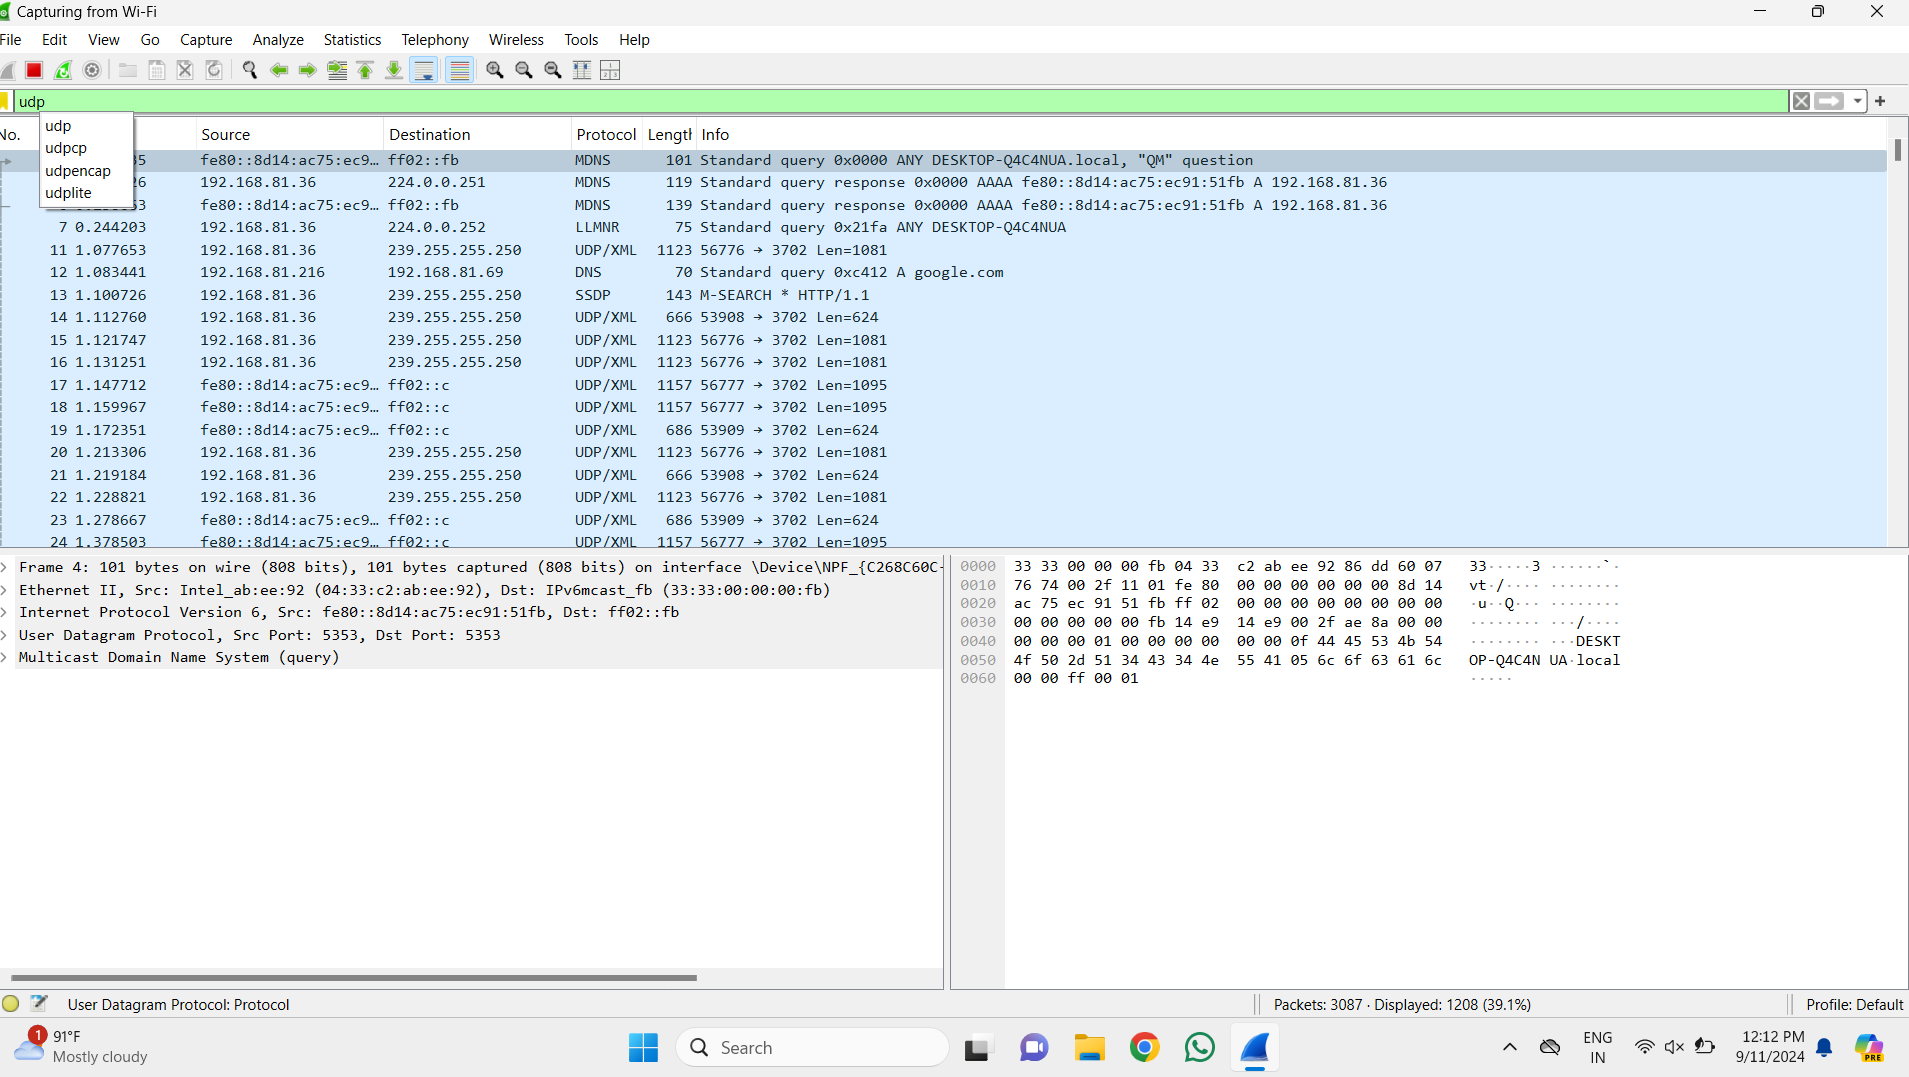 Capturing from Wi-Fi
File Edit View Go Capture Analyze Statistics Telephony Wireless Tools Help
udp
udp
udpcp
udpencap
udplite
No. Source Destination Protocol Length Info
35 fe80::8d14:ac75:ec9… ff02::fb MDNS 101 Standard query 0x0000 ANY DESKTOP-Q4C4NUA.local, "QM" question
26 192.168.81.36 224.0.0.251 MDNS 119 Standard query response 0x0000 AAAA fe80::8d14:ac75:ec91:51fb A 192.168.81.36
fe80::8d14:ac75:ec9… ff02::fb MDNS 139 Standard query response 0x0000 AAAA fe80::8d14:ac75:ec91:51fb A 192.168.81.36
7 0.244203 192.168.81.36 224.0.0.252 LLMNR 75 Standard query 0x21fa ANY DESKTOP-Q4C4NUA
11 1.077653 192.168.81.36 239.255.255.250 UDP/XML 1123 56776 → 3702 Len=1081
12 1.083441 192.168.81.216 192.168.81.69 DNS 70 Standard query 0xc412 A google.com
13 1.100726 192.168.81.36 239.255.255.250 SSDP 143 M-SEARCH * HTTP/1.1
14 1.112760 192.168.81.36 239.255.255.250 UDP/XML 666 53908 → 3702 Len=624
15 1.121747 192.168.81.36 239.255.255.250 UDP/XML 1123 56776 → 3702 Len=1081
16 1.131251 192.168.81.36 239.255.255.250 UDP/XML 1123 56776 → 3702 Len=1081
17 1.147712 fe80::8d14:ac75:ec9… ff02::c UDP/XML 1157 56777 → 3702 Len=1095
18 1.159967 fe80::8d14:ac75:ec9… ff02::c UDP/XML 1157 56777 → 3702 Len=1095
19 1.172351 fe80::8d14:ac75:ec9… ff02::c UDP/XML 686 53909 → 3702 Len=624
20 1.213306 192.168.81.36 239.255.255.250 UDP/XML 1123 56776 → 3702 Len=1081
21 1.219184 192.168.81.36 239.255.255.250 UDP/XML 666 53908 → 3702 Len=624
22 1.228821 192.168.81.36 239.255.255.250 UDP/XML 1123 56776 → 3702 Len=1081
23 1.278667 fe80::8d14:ac75:ec9… ff02::c UDP/XML 686 53909 → 3702 Len=624
24 1.378503 fe80::8d14:ac75:ec9… ff02::c UDP/XML 1157 56777 → 3702 Len=1095
Frame 4: 101 bytes on wire (808 bits), 101 bytes captured (808 bits) on interface \Device\NPF_{C268C60C-
Ethernet II, Src: Intel_ab:ee:92 (04:33:c2:ab:ee:92), Dst: IPv6mcast_fb (33:33:00:00:00:fb)
Internet Protocol Version 6, Src: fe80::8d14:ac75:ec91:51fb, Dst: ff02::fb
User Datagram Protocol, Src Port: 5353, Dst Port: 5353
Multicast Domain Name System (query)
0000 33 33 00 00 00 fb 04 33 c2 ab ee 92 86 dd 60 07 33·····3 ······`·
0010 76 74 00 2f 11 01 fe 80 00 00 00 00 00 00 8d 14 vt·/···· ········
0020 ac 75 ec 91 51 fb ff 02 00 00 00 00 00 00 00 00 ·u··Q··· ········
0030 00 00 00 00 00 fb 14 e9 14 e9 00 2f ae 8a 00 00 ········ ···/····
0040 00 00 00 01 00 00 00 00 00 00 0f 44 45 53 4b 54 ········ ···DESKT
0050 4f 50 2d 51 34 43 34 4e 55 41 05 6c 6f 63 61 6c OP-Q4C4N UA·local
0060 00 00 ff 00 01 ·····
User Datagram Protocol: Protocol
Packets: 3087 · Displayed: 1208 (39.1%)
Profile: Default
1
91°F
Mostly cloudy
Search
PRE
ENG
IN
12:12 PM
9/11/2024